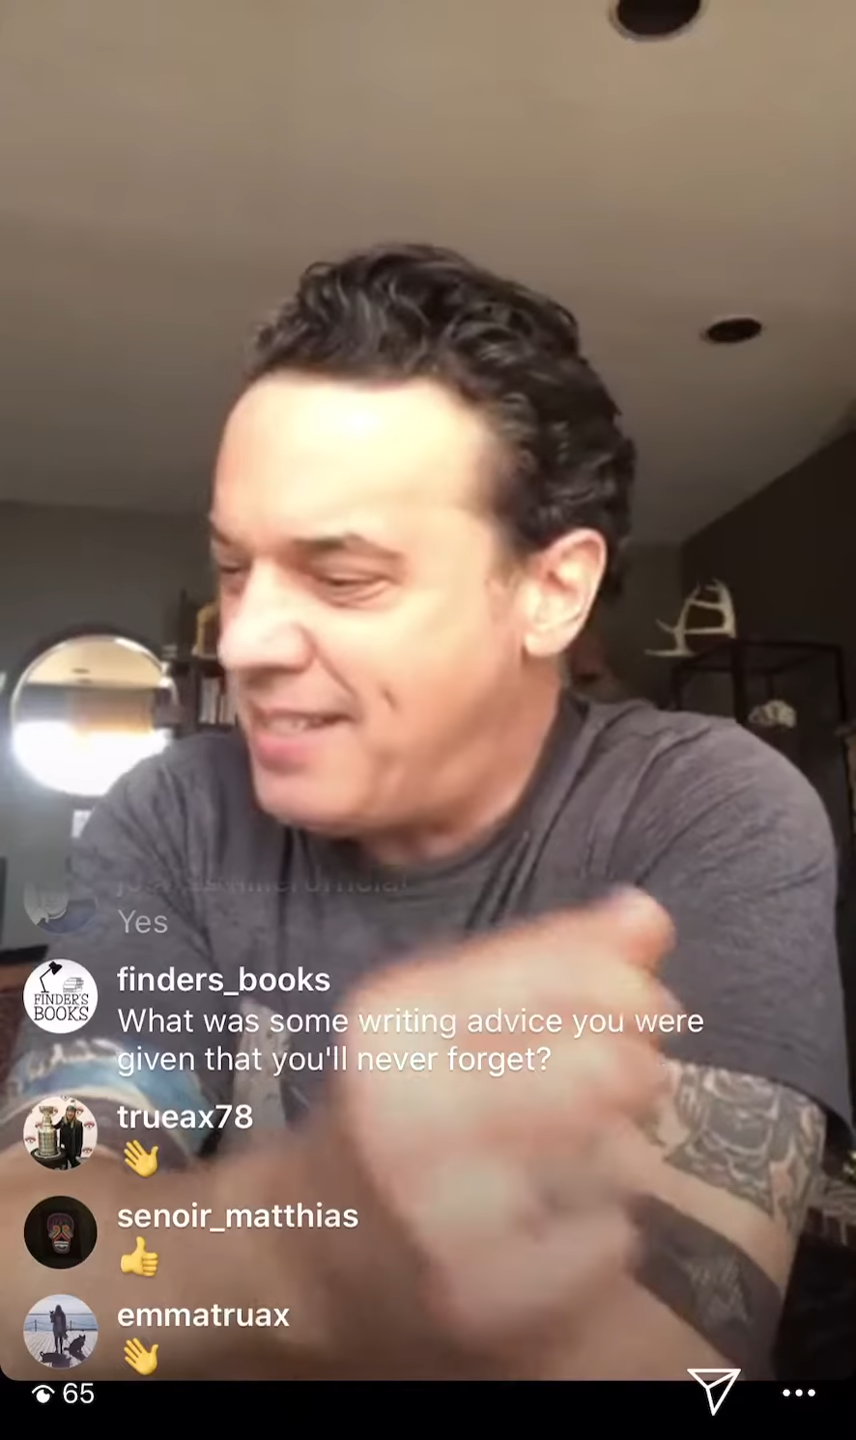 Yes
finders_books
FINDER'S
BOOKS
What was some writing advice you were
given that you'll never forget?
trueax78
👋
senoir_matthias
👍
emmatruax
👋
65